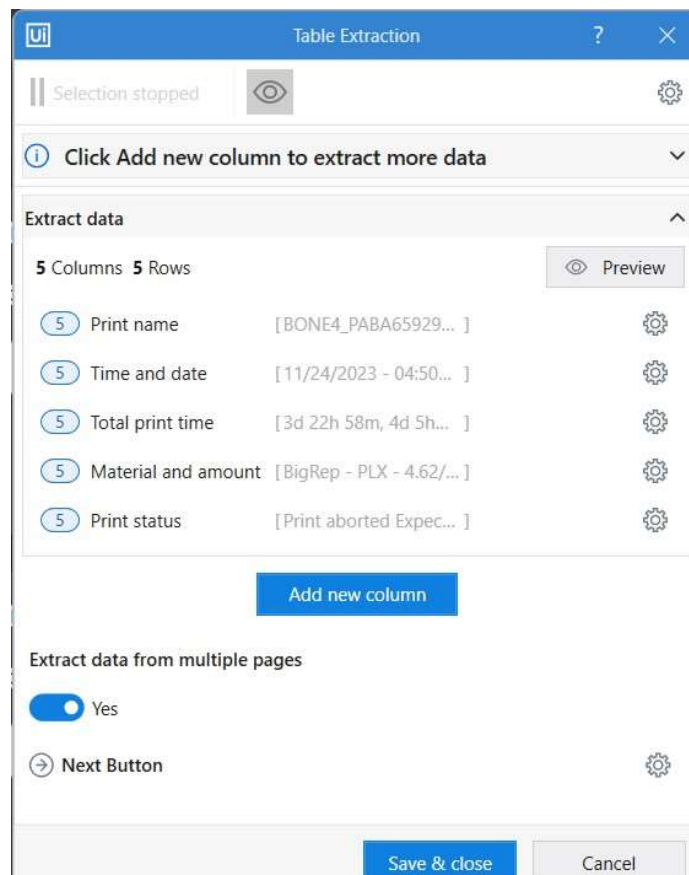 Ui Table Extraction ?
Selection stopped
Click Add new column to extract more data
Extract data
5 Columns 5 Rows Preview
5 Print name [BONE4_PABA65929... ]
5 Time and date [11/24/2023 - 04:50... ]
5 Total print time [3d 22h 58m, 4d 5h... ]
5 Material and amount [BigRep - PLX - 4.62/... ]
5 Print status [Print aborted Expec... ]
Add new column
Extract data from multiple pages
Yes
Next Button
Save & close Cancel